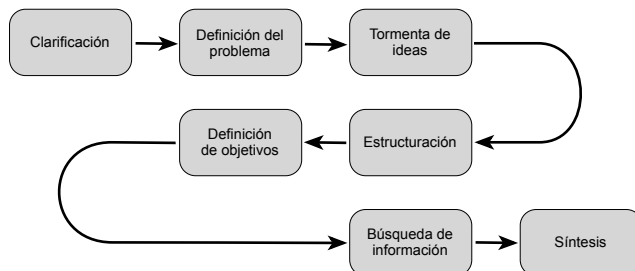 Clarificación
Definición del
problema
Tormenta de
ideas
Estructuración
Definición
de objetivos
Búsqueda de
información
Síntesis